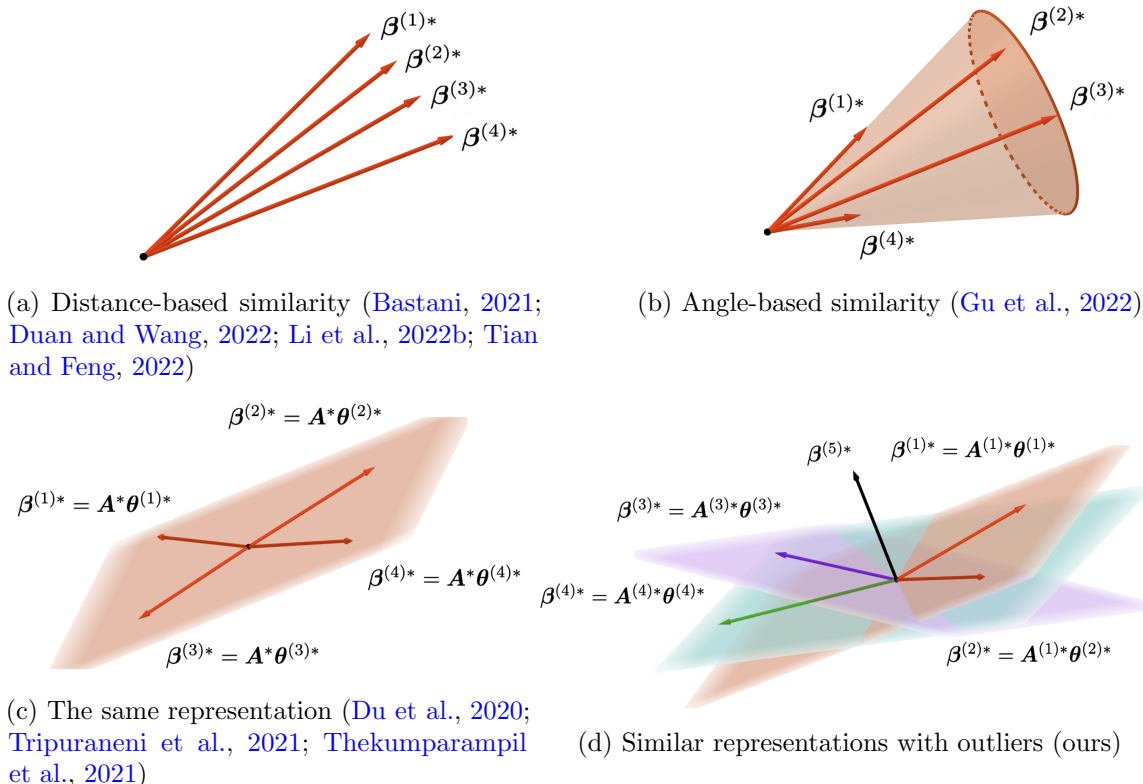 β^{(1)*}
β^{(2)*}
β^{(3)*}
β^{(4)*}
(a) Distance-based similarity (Bastani, 2021;
Duan and Wang, 2022; Li et al., 2022b; Tian
and Feng, 2022)
β^{(2)*}
β^{(3)*}
β^{(1)*}
β^{(4)*}
(b) Angle-based similarity (Gu et al., 2022)
β^{(2)*} = A^*θ^{(2)*}
β^{(1)*} = A^*θ^{(1)*}
β^{(4)*} = A^*θ^{(4)*}
β^{(3)*} = A^*θ^{(3)*}
(c) The same representation (Du et al., 2020;
Tripuraneni et al., 2021; Thekumparampil
et al., 2021)
β^{(5)*}
β^{(1)*} = A^{(1)*}θ^{(1)*}
β^{(3)*} = A^{(3)*}θ^{(3)*}
β^{(4)*} = A^{(4)*}θ^{(4)*}
β^{(2)*} = A^{(1)*}θ^{(2)*}
(d) Similar representations with outliers (ours)